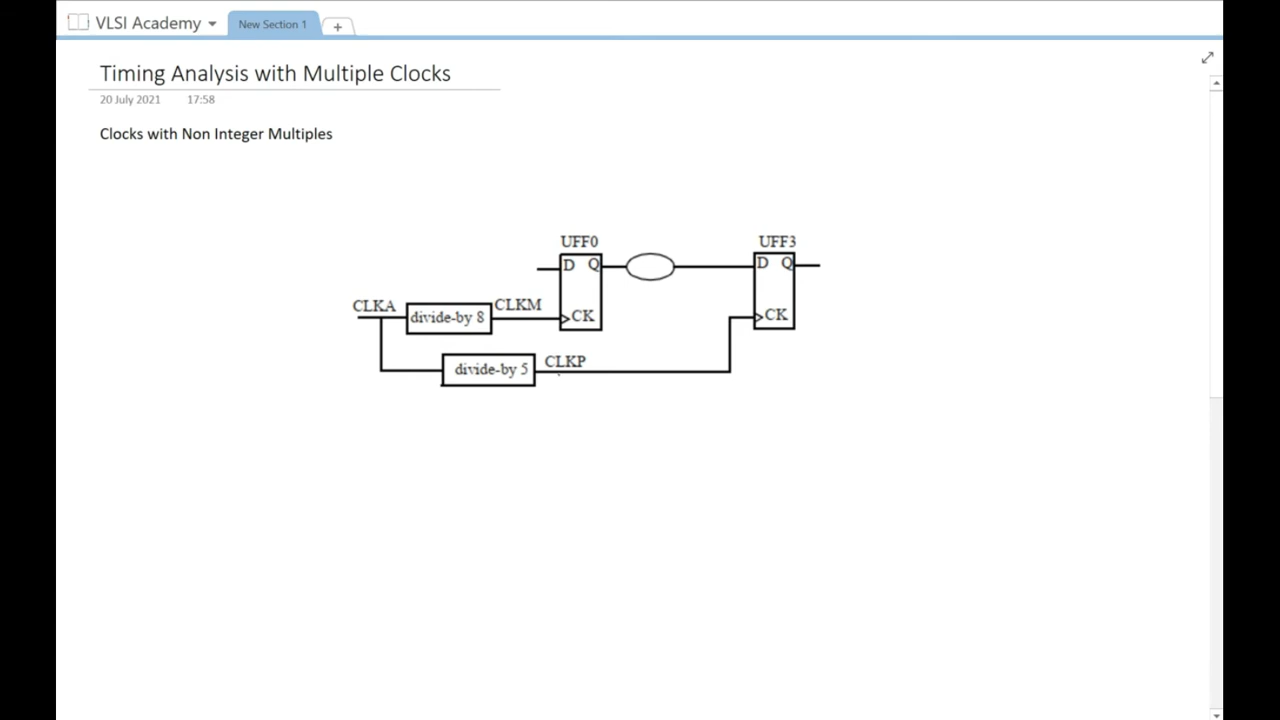 VLSI Academy
New Section 1
+
Timing Analysis with Multiple Clocks
20 July 2021 17:58
Clocks with Non Integer Multiples
UFF0 UFF3
D Q D Q
CLKA divide-by 8 CLKM CK CK
divide-by 5 CLKP